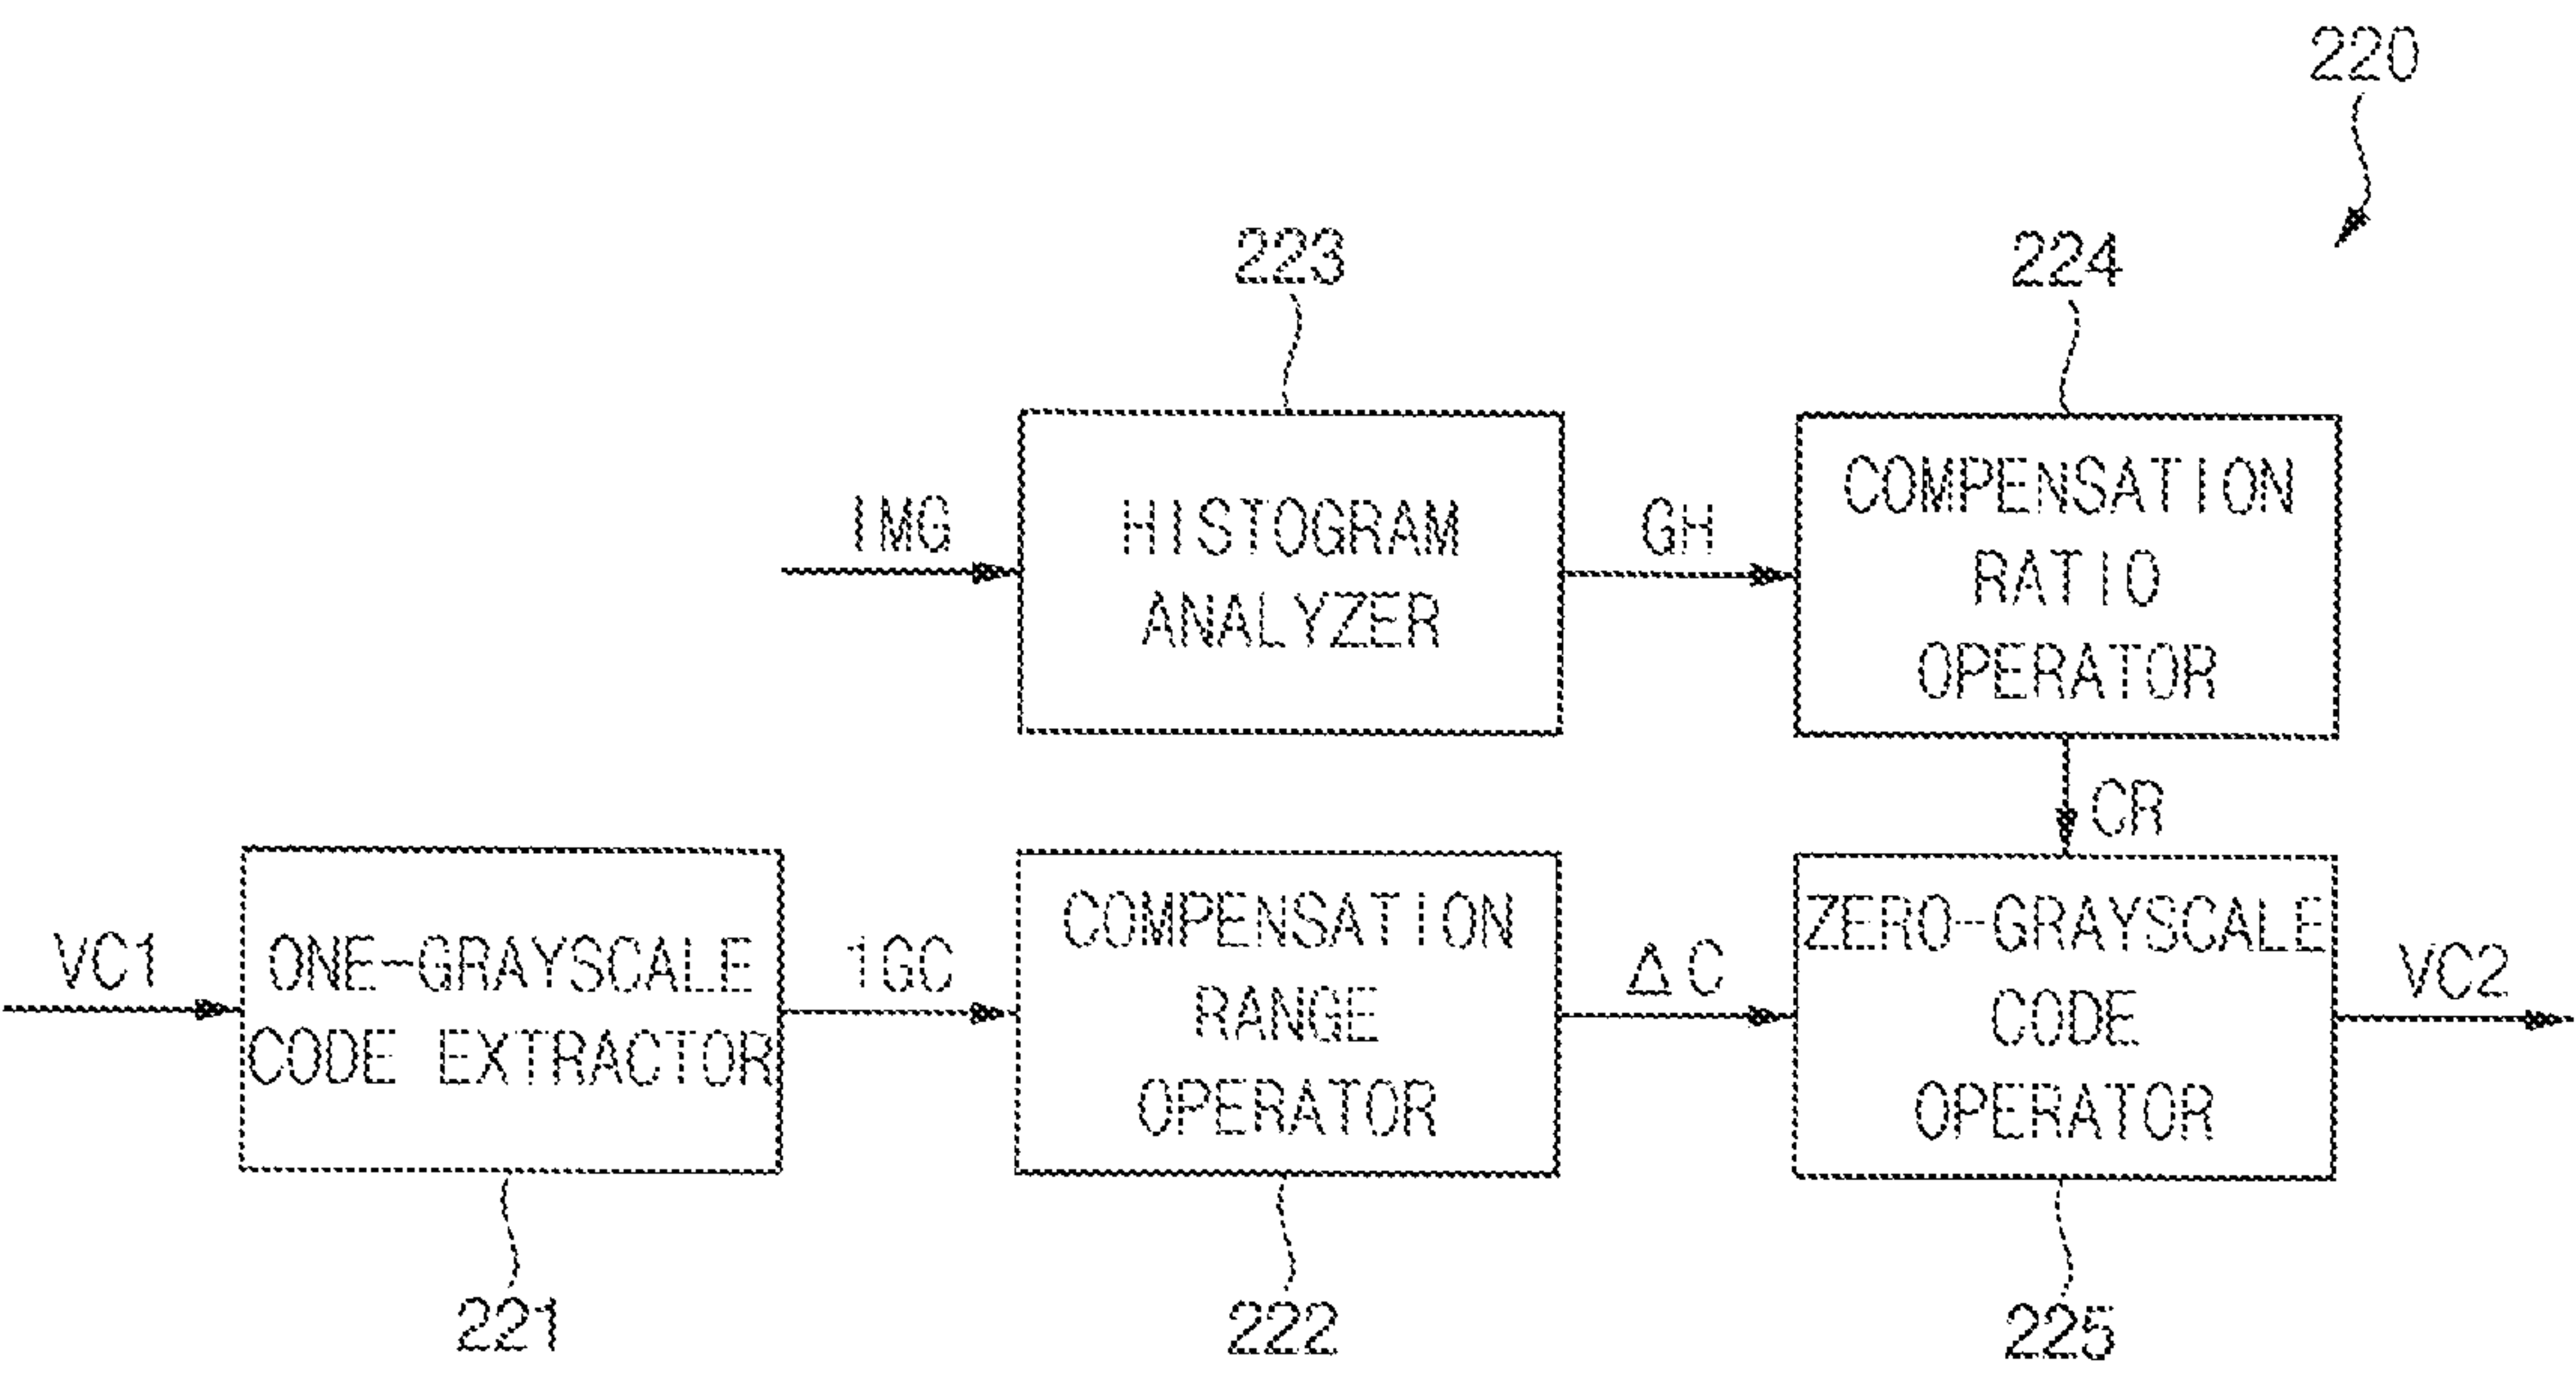 220
223
224
IMG
HISTOGRAM
ANALYZER
GH
COMPENSATION
RATIO
OPERATOR
CR
VC1
ONE-GRAYSCALE
CODE EXTRACTOR
1GC
COMPENSATION
RANGE
OPERATOR
ΔC
ZERO-GRAYSCALE
CODE
OPERATOR
VC2
221
222
225